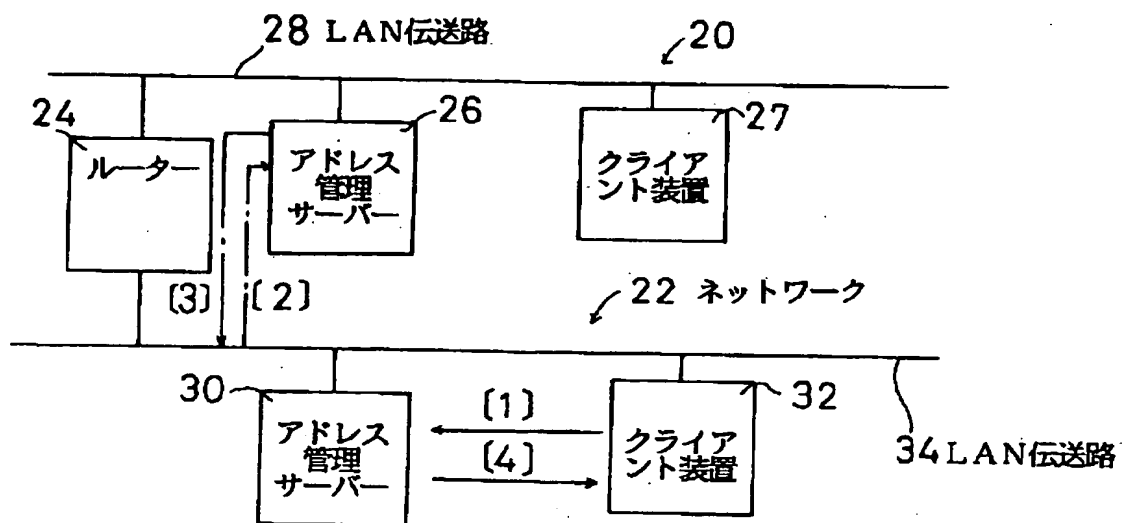 28 LAN伝送路
20
24
ルーター
26
アドレス
管理
サーバー
27
クライア
ント装置
[3]
[2]
22 ネットワーク
30
アドレス
管理
サーバー
[1]
[4]
32
クライア
ント装置
34 LAN伝送路